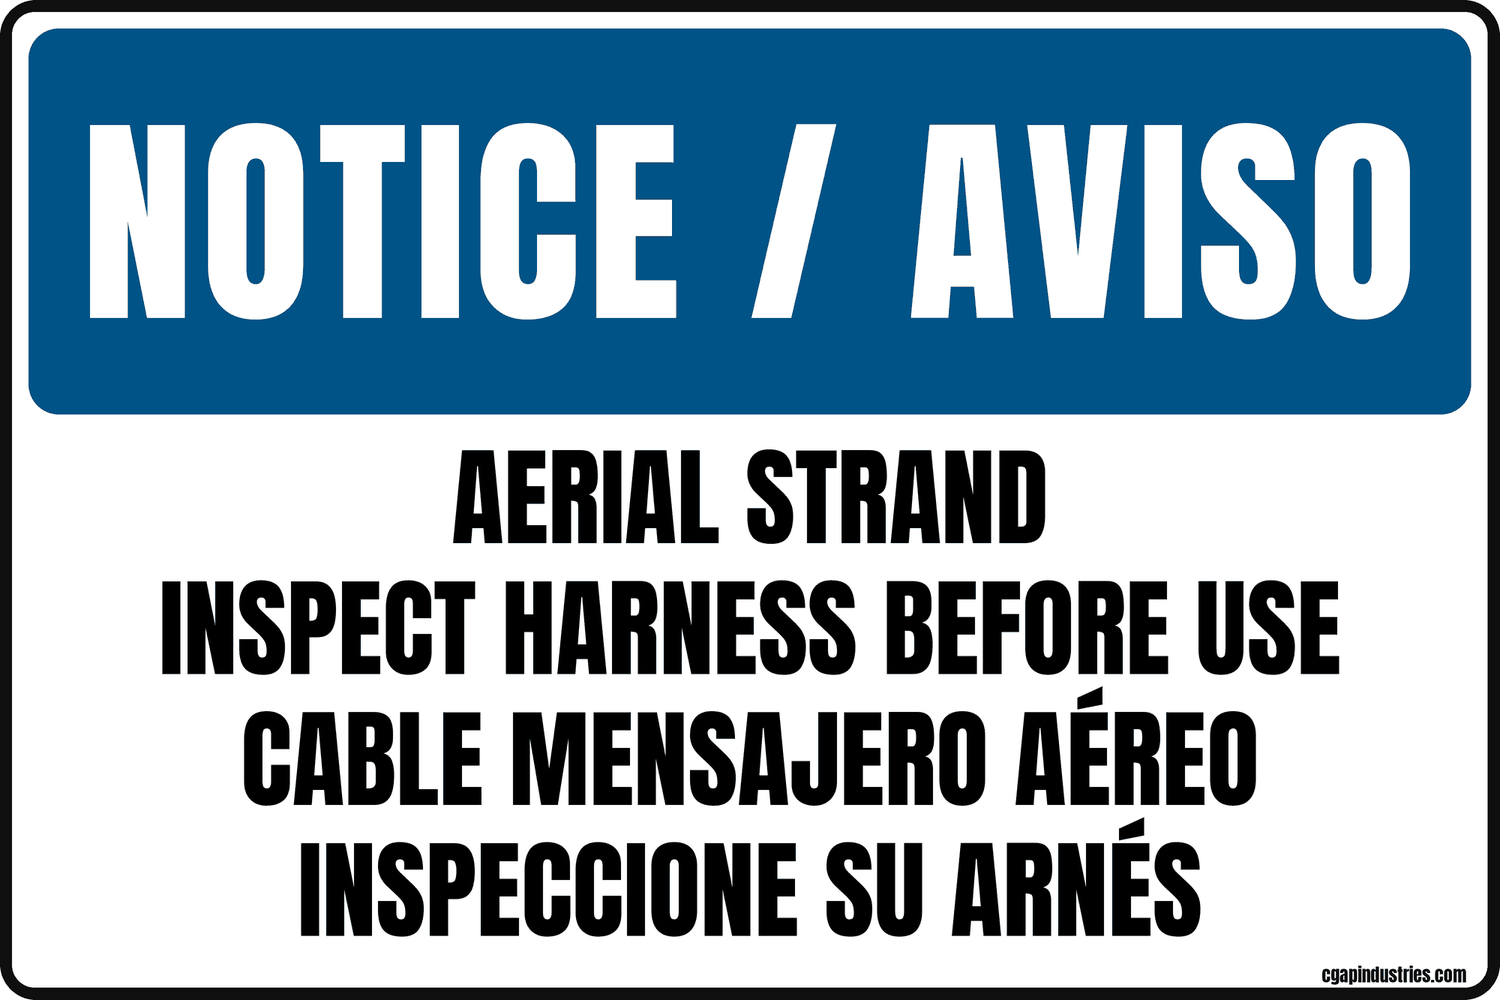 NOTICE / AVISO
AERIAL STRAND
INSPECT HARNESS BEFORE USE
CABLE MENSAJERO AÉREO
INSPECCIONE SU ARNÉS
cgapindustries.com